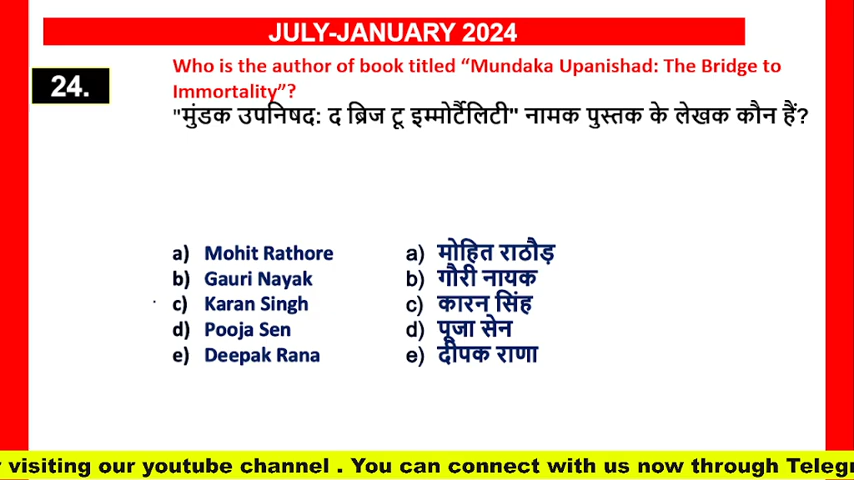 JULY-JANUARY 2024
24.
Who is the author of book titled “Mundaka Upanishad: The Bridge to
Immortality”?
"मुंडक उपनिषद: द ब्रिज टू इम्मोर्टैलिटी" नामक पुस्तक के लेखक कौन हैं?
a) Mohit Rathore a) मोहित राठौड़
b) Gauri Nayak b) गौरी नायक
c) Karan Singh c) कारन सिंह
d) Pooja Sen d) पूजा सेन
e) Deepak Rana e) दीपक राणा
visiting our youtube channel . You can connect with us now through Telegr